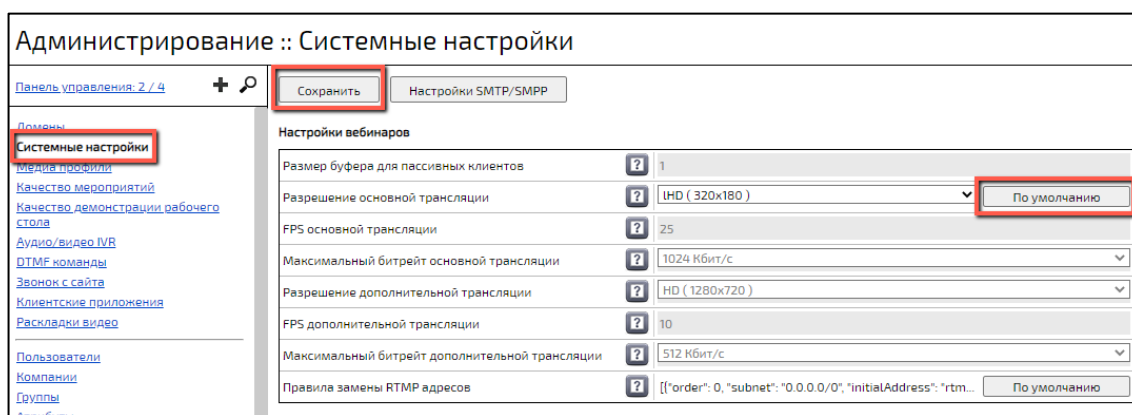 Администрирование :: Системные настройки
Панель управления: 2 / 4
Сохранить
Настройки SMTP/SMPP
Домены
Системные настройки
Медиа профили
Качество мероприятий
Качество демонстрации рабочего
стола
Аудио/видео IVR
DTMF команды
Звонок с сайта
Клиентские приложения
Раскладки видео
Пользователи
Компании
Группы
Настройки вебинаров
Размер буфера для пассивных клиентов ? 1
Разрешение основной трансляции ? lHD ( 320x180 ) По умолчанию
FPS основной трансляции ? 25
Максимальный битрейт основной трансляции ? 1024 Кбит/с
Разрешение дополнительной трансляции ? HD ( 1280x720 )
FPS дополнительной трансляции ? 10
Максимальный битрейт дополнительной трансляции ? 512 Кбит/с
Правила замены RTMP адресов ? [{"order": 0, "subnet": "0.0.0.0/0", "initialAddress": "rtm... По умолчанию